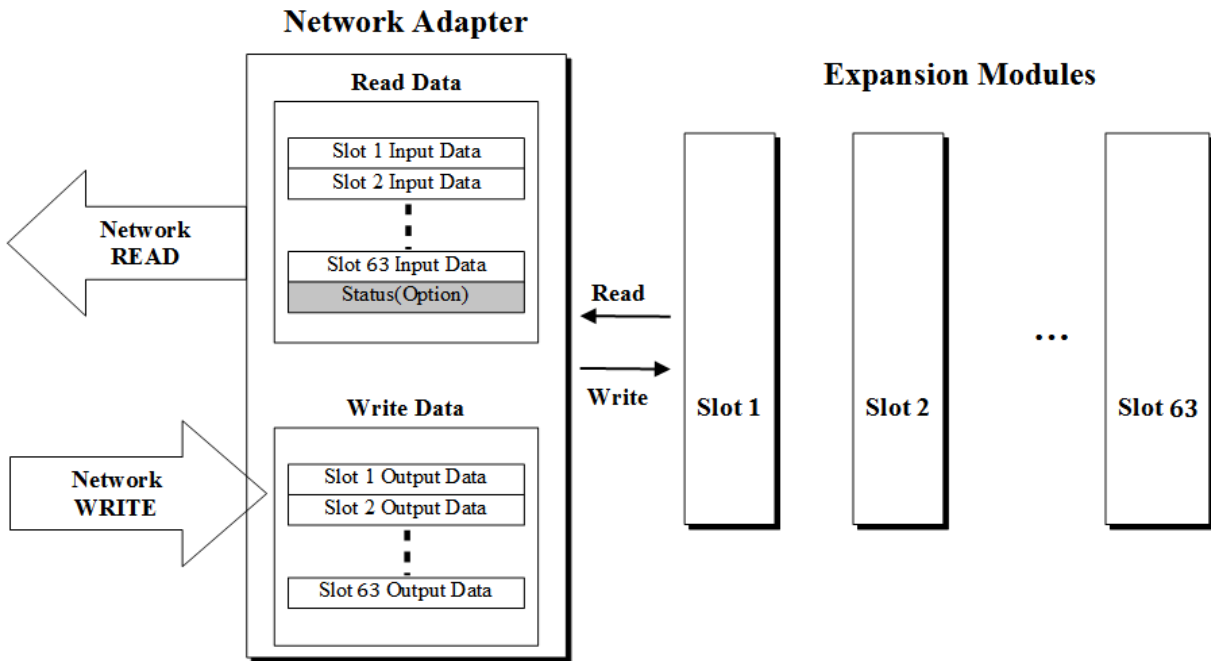 Network Adapter
Read Data
Slot 1 Input Data
Slot 2 Input Data
Slot 63 Input Data
Status(Option)
Network
READ
Write Data
Slot 1 Output Data
Slot 2 Output Data
Slot 63 Output Data
Network
WRITE
Read
Write
Expansion Modules
Slot 1
Slot 2
...
Slot 63